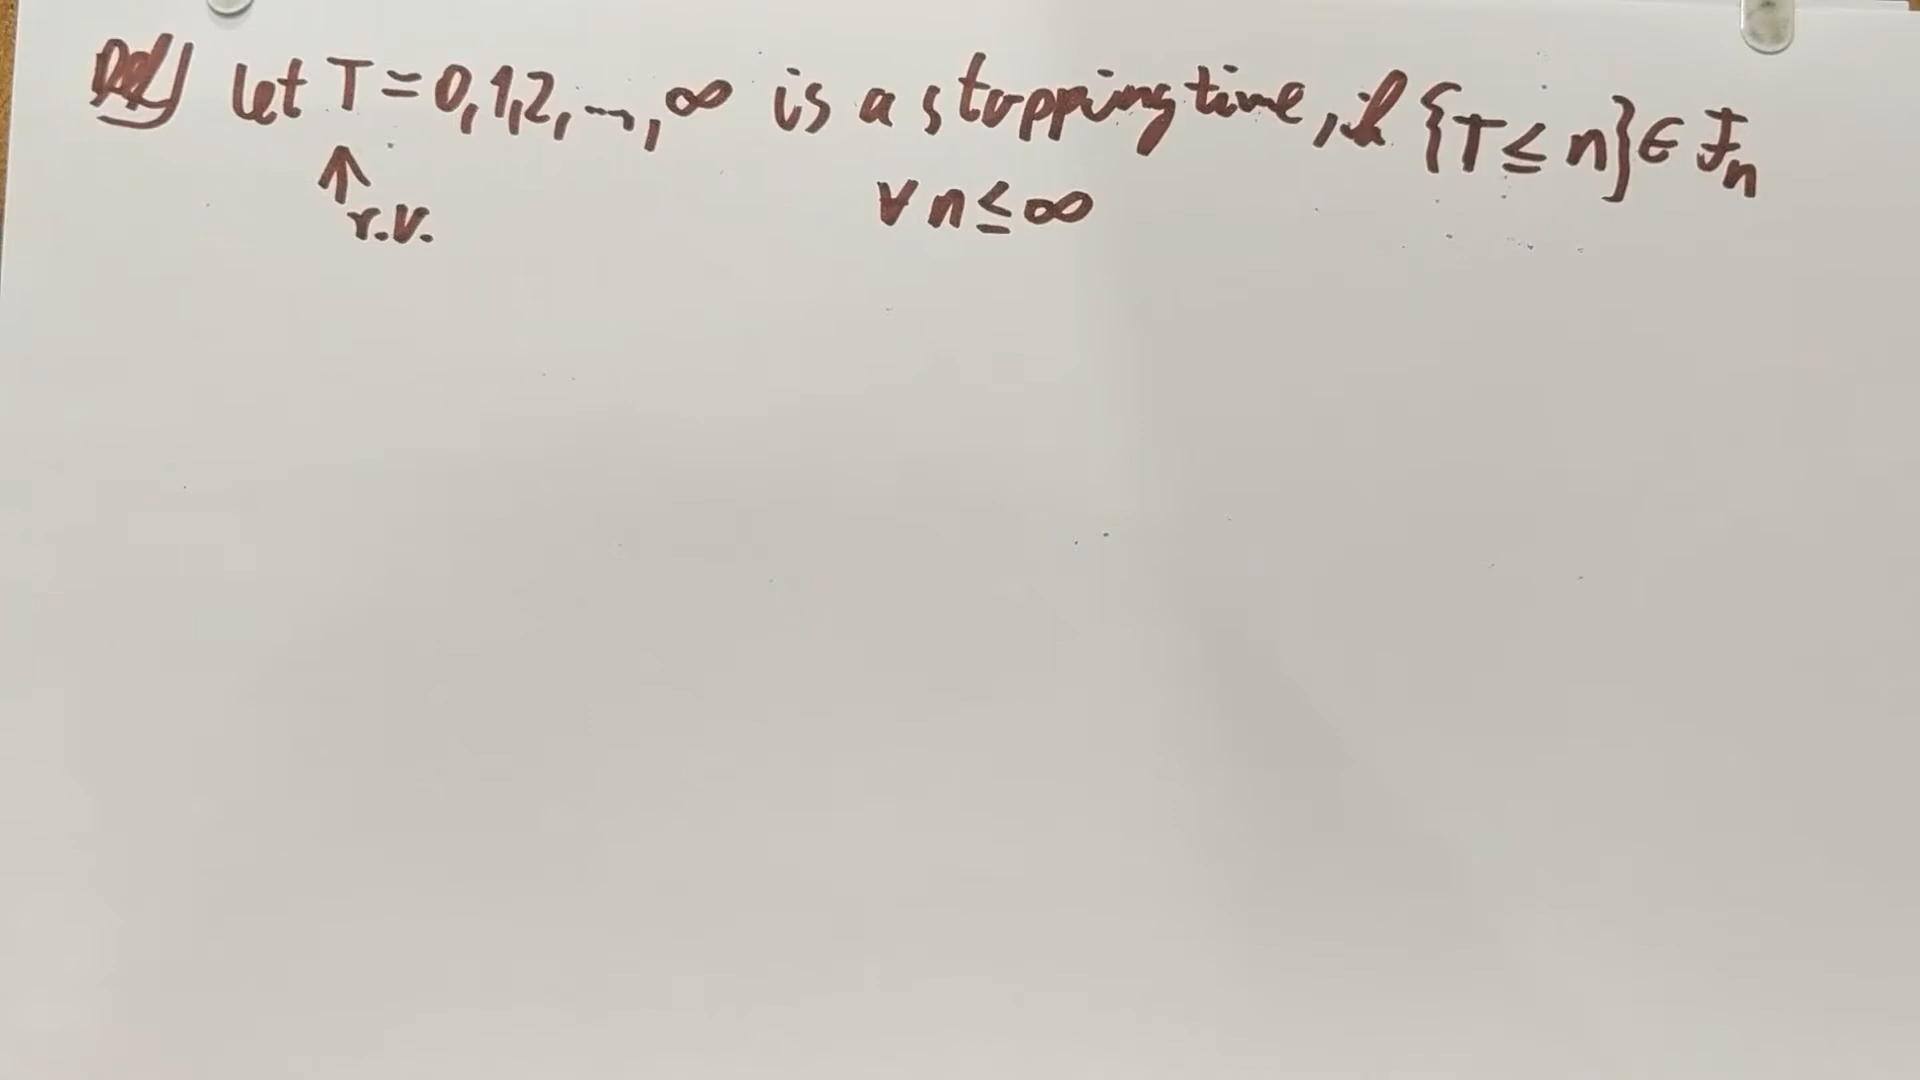 Def let T = 0,1,2,...,∞ is a stopping time, if {T ≤ n} ∈ Fn
∀ n ≤ ∞
↑
r.v.